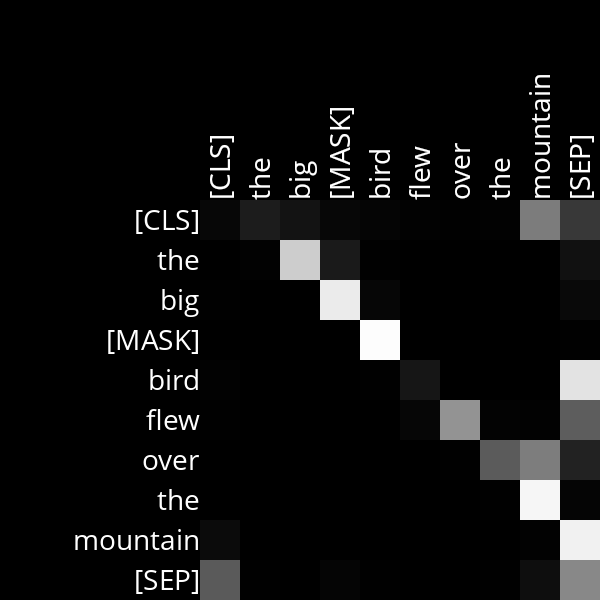 [CLS] the big [MASK] bird flew over the mountain [SEP]
[CLS]
the
big
[MASK]
bird
flew
over
the
mountain
[SEP]